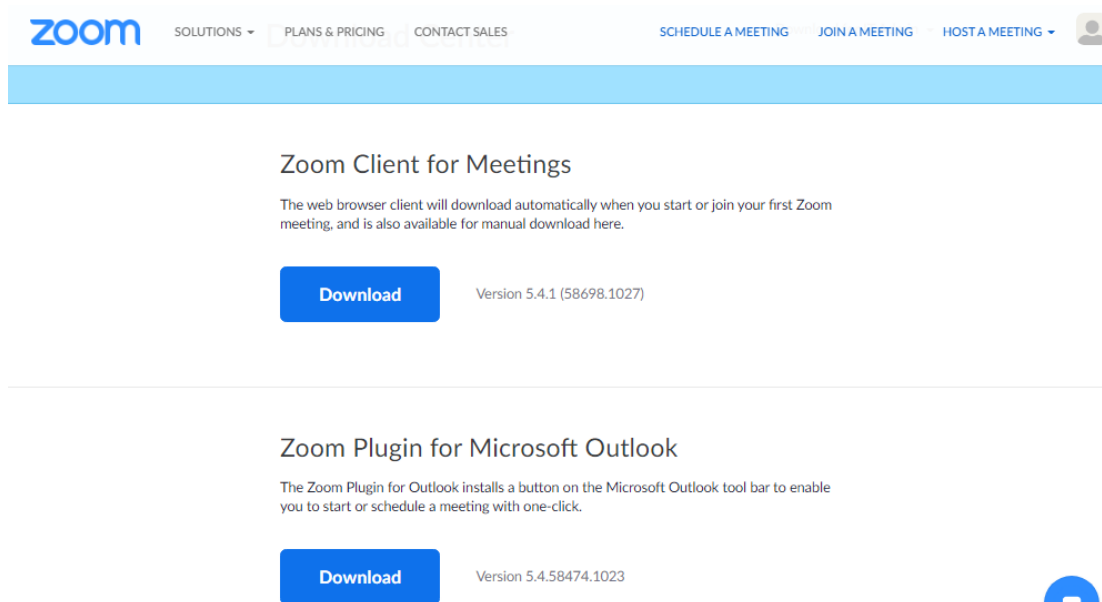 zoom SOLUTIONS PLANS & PRICING CONTACT SALES SCHEDULE A MEETING JOIN A MEETING HOST A MEETING
Download Center
Zoom Client for Meetings
The web browser client will download automatically when you start or join your first Zoom
meeting, and is also available for manual download here.
Download Version 5.4.1 (58698.1027)
Zoom Plugin for Microsoft Outlook
The Zoom Plugin for Outlook installs a button on the Microsoft Outlook tool bar to enable
you to start or schedule a meeting with one-click.
Download Version 5.4.58474.1023